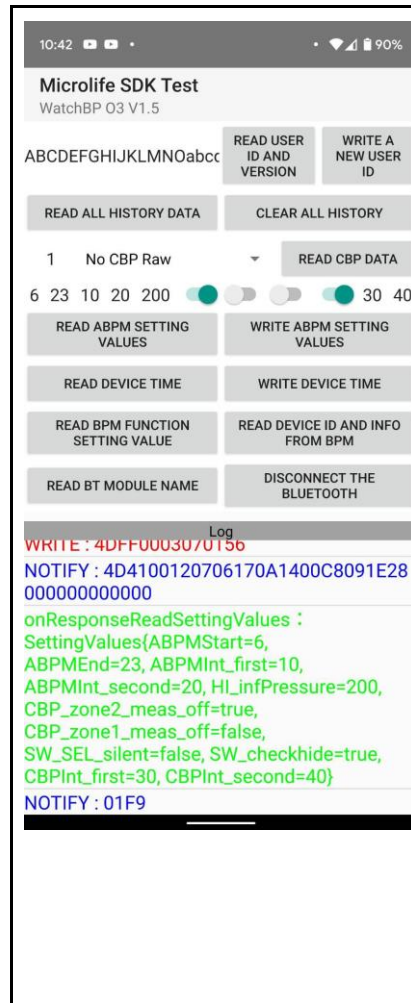 10:42 90%
Microlife SDK Test
WatchBP O3 V1.5
ABCDEFGHIJKLMNOabcc
READ USER
ID AND
VERSION
WRITE A
NEW USER
ID
READ ALL HISTORY DATA
CLEAR ALL HISTORY
1 No CBP Raw
READ CBP DATA
6 23 10 20 200 30 40
READ ABPM SETTING
VALUES
WRITE ABPM SETTING
VALUES
READ DEVICE TIME
WRITE DEVICE TIME
READ BPM FUNCTION
SETTING VALUE
READ DEVICE ID AND INFO
FROM BPM
READ BT MODULE NAME
DISCONNECT THE
BLUETOOTH
Log
WRITE : 4DFF0003070156
NOTIFY : 4D4100120706170A1400C8091E28
000000000000
onResponseReadSettingValues：
SettingValues{ABPMStart=6,
ABPMEnd=23, ABPMInt_first=10,
ABPMInt_second=20, HI_infPressure=200,
CBP_zone2_meas_off=true,
CBP_zone1_meas_off=false,
SW_SEL_silent=false, SW_checkhide=true,
CBPInt_first=30, CBPInt_second=40}
NOTIFY : 01F9